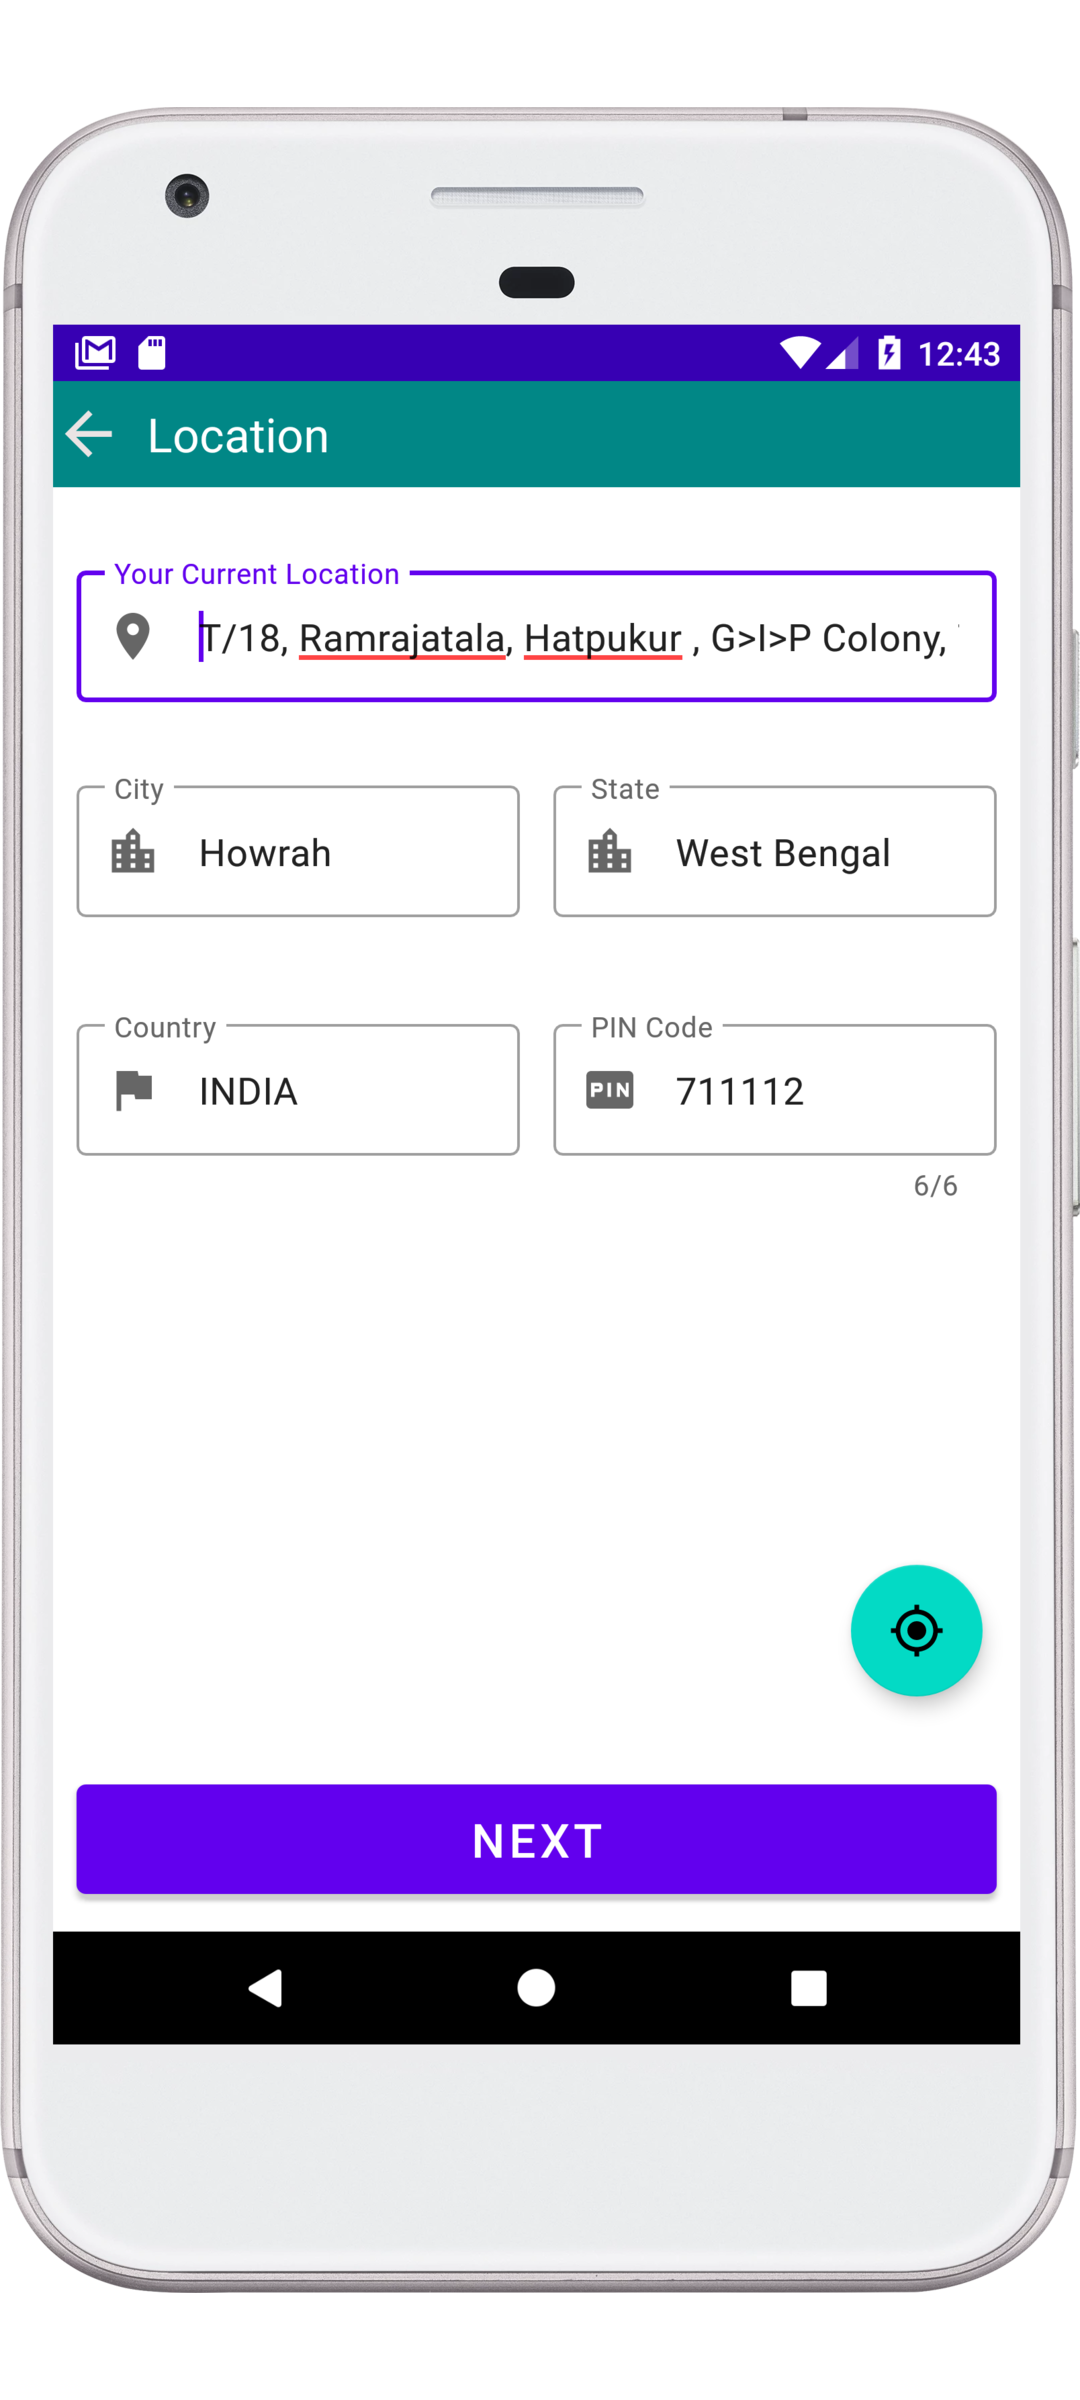 12:43
Location
Your Current Location
T/18, Ramrajatala, Hatpukur , G>I>P Colony,
City
Howrah
State
West Bengal
Country
INDIA
PIN Code
PIN
711112
6/6
NEXT